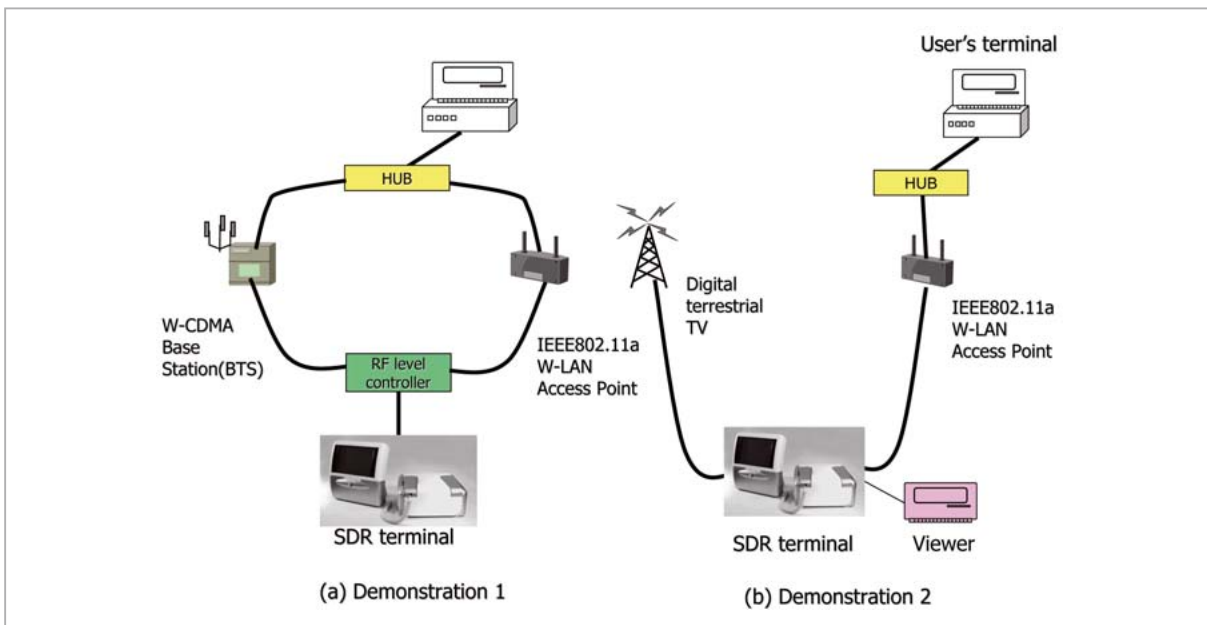 HUB
W-CDMA
Base
Station(BTS)
IEEE802.11a
W-LAN
Access Point
RF level
controller
SDR terminal
(a) Demonstration 1
User's terminal
HUB
Digital
terrestrial
TV
IEEE802.11a
W-LAN
Access Point
SDR terminal
Viewer
(b) Demonstration 2